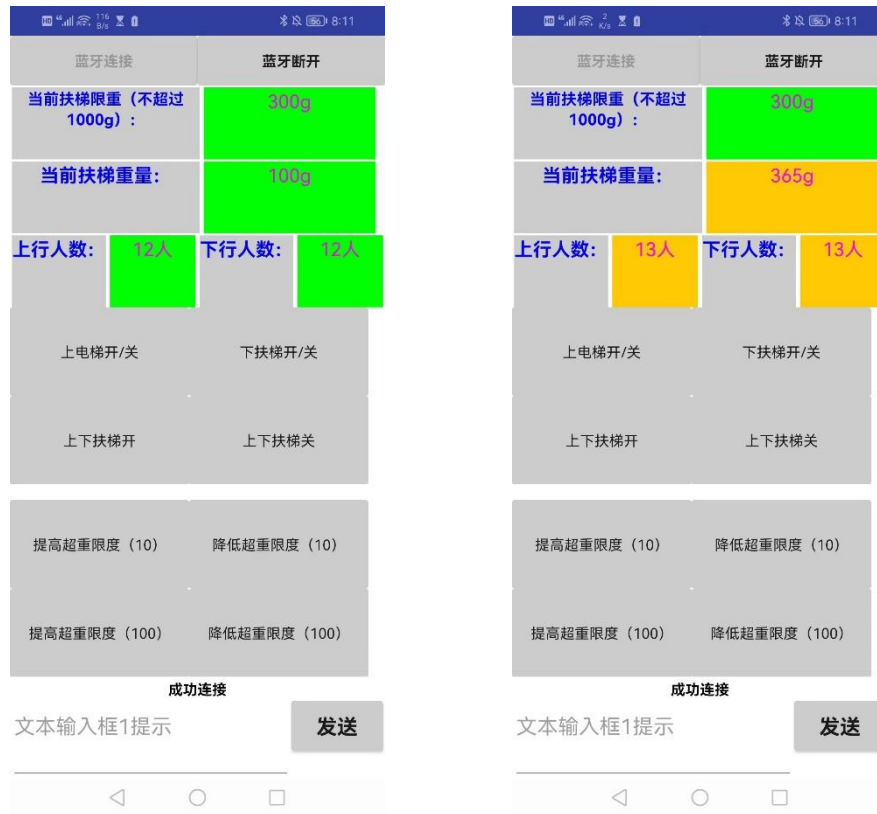 HD 4G 116 B/s 56 8:11
蓝牙连接 蓝牙断开
当前扶梯限重（不超过
1000g）: 300g
当前扶梯重量: 100g
上行人数: 12人 下行人数: 12人
上电梯开/关 下扶梯开/关
上下扶梯开 上下扶梯关
提高超重限度（10） 降低超重限度（10）
提高超重限度（100） 降低超重限度（100）
成功连接
文本输入框1提示 发送
HD 2 K/s 56 8:11
蓝牙连接 蓝牙断开
当前扶梯限重（不超过
1000g）: 300g
当前扶梯重量: 365g
上行人数: 13人 下行人数: 13人
上电梯开/关 下扶梯开/关
上下扶梯开 上下扶梯关
提高超重限度（10） 降低超重限度（10）
提高超重限度（100） 降低超重限度（100）
成功连接
文本输入框1提示 发送